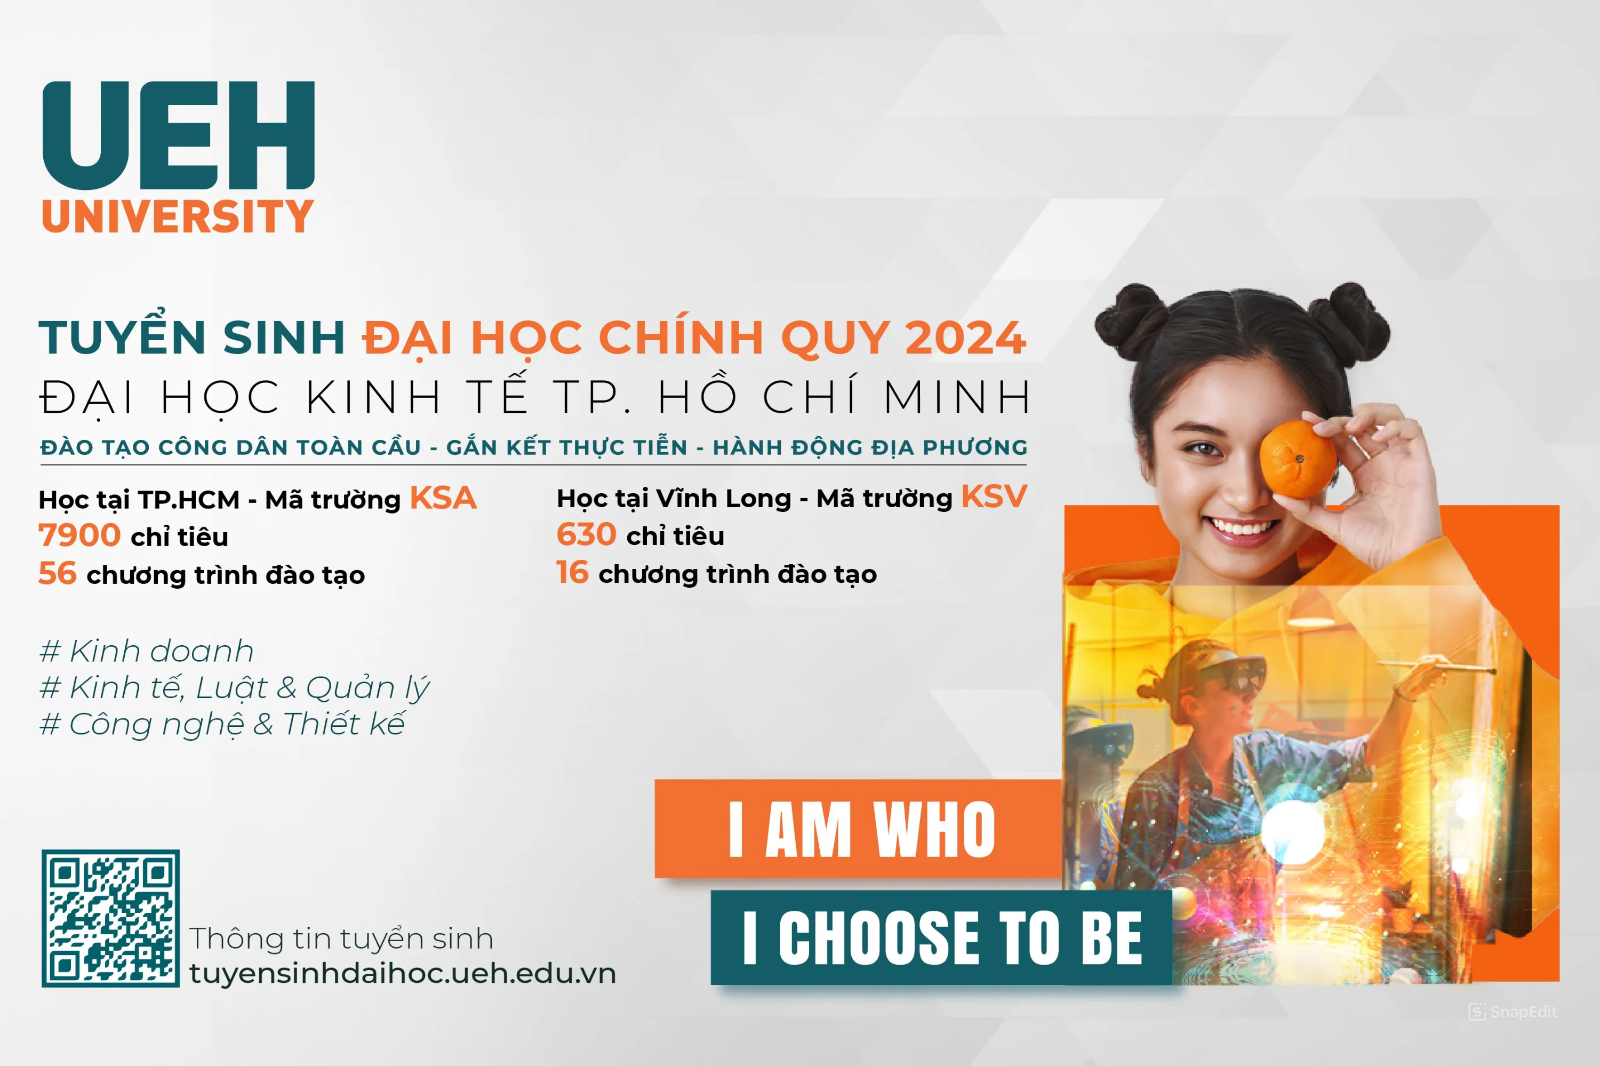 UEH
UNIVERSITY
TUYỂN SINH ĐẠI HỌC CHÍNH QUY 2024
ĐẠI HỌC KINH TẾ TP. HỒ CHÍ MINH
ĐÀO TẠO CÔNG DÂN TOÀN CẦU - GẮN KẾT THỰC TIỄN - HÀNH ĐỘNG ĐỊA PHƯƠNG
Học tại TP.HCM - Mã trường KSA
7900 chỉ tiêu
56 chương trình đào tạo
Học tại Vĩnh Long - Mã trường KSV
630 chỉ tiêu
16 chương trình đào tạo
# Kinh doanh
# Kinh tế, Luật & Quản lý
# Công nghệ & Thiết kế
I AM WHO
I CHOOSE TO BE
Thông tin tuyển sinh
tuyensinhdaihoc.ueh.edu.vn
SnapEdit